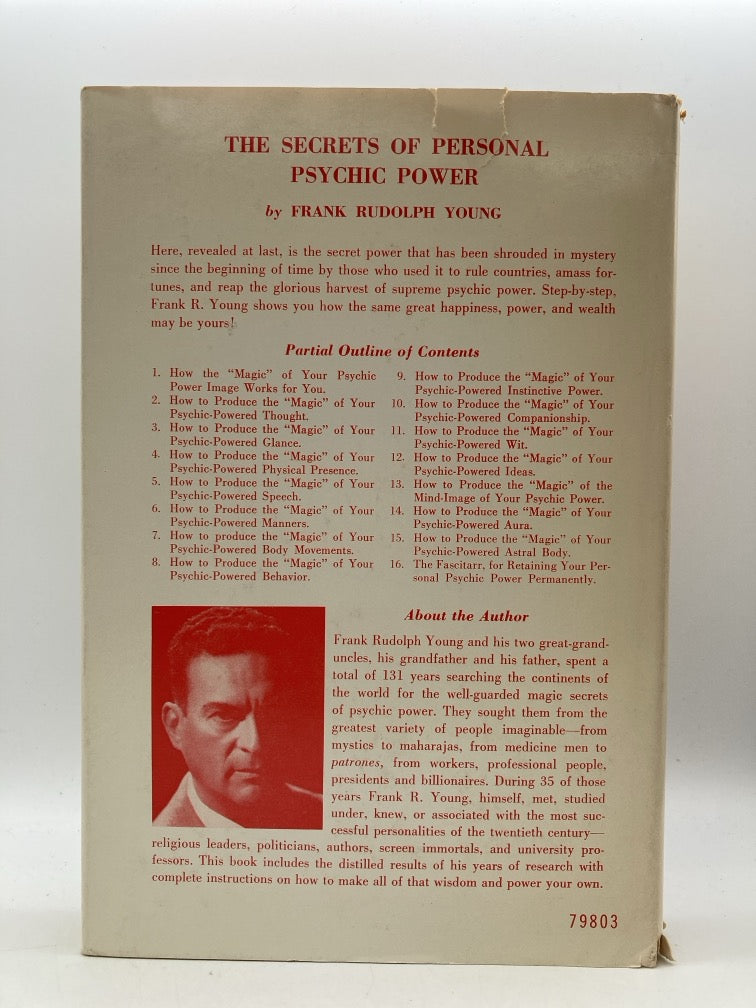 THE SECRETS OF PERSONAL
PSYCHIC POWER
by FRANK RUDOLPH YOUNG
Here, revealed at last, is the secret power that has been shrouded in mystery
since the beginning of time by those who used it to rule countries, amass for-
tunes, and reap the glorious harvest of supreme psychic power. Step-by-step,
Frank R. Young shows you how the same great happiness, power, and wealth
may be yours!
Partial Outline of Contents
1. How the "Magic" of Your Psychic
Power Image Works for You.
2. How to Produce the "Magic" of Your
Psychic-Powered Thought.
3. How to Produce the "Magic" of Your
Psychic-Powered Glance.
4. How to Produce the "Magic" of Your
Psychic-Powered Physical Presence.
5. How to Produce the "Magic" of Your
Psychic-Powered Speech.
6. How to Produce the "Magic" of Your
Psychic-Powered Manners.
7. How to produce the "Magic" of Your
Psychic-Powered Body Movements.
8. How to Produce the "Magic" of Your
Psychic-Powered Behavior.
9. How to Produce the "Magic" of Your
Psychic-Powered Instinctive Power.
10. How to Produce the "Magic" of Your
Psychic-Powered Companionship.
11. How to Produce the "Magic" of Your
Psychic-Powered Wit.
12. How to Produce the "Magic" of Your
Psychic-Powered Ideas.
13. How to Produce the "Magic" of the
Mind-Image of Your Psychic Power.
14. How to Produce the "Magic" of Your
Psychic-Powered Aura.
15. How to Produce the "Magic" of Your
Psychic-Powered Astral Body.
16. The Fascitarr, for Retaining Your Per-
sonal Psychic Power Permanently.
About the Author
Frank Rudolph Young and his two great-grand-
uncles, his grandfather and his father, spent a
total of 131 years searching the continents of
the world for the well-guarded magic secrets
of psychic power. They sought them from the
greatest variety of people imaginable—from
mystics to maharajas, from medicine men to
patrones, from workers, professional people,
presidents and billionaires. During 35 of those
years Frank R. Young, himself, met, studied
under, knew, or associated with the most suc-
cessful personalities of the twentieth century—
religious leaders, politicians, authors, screen immortals, and university pro-
fessors. This book includes the distilled results of his years of research with
complete instructions on how to make all of that wisdom and power your own.
79803